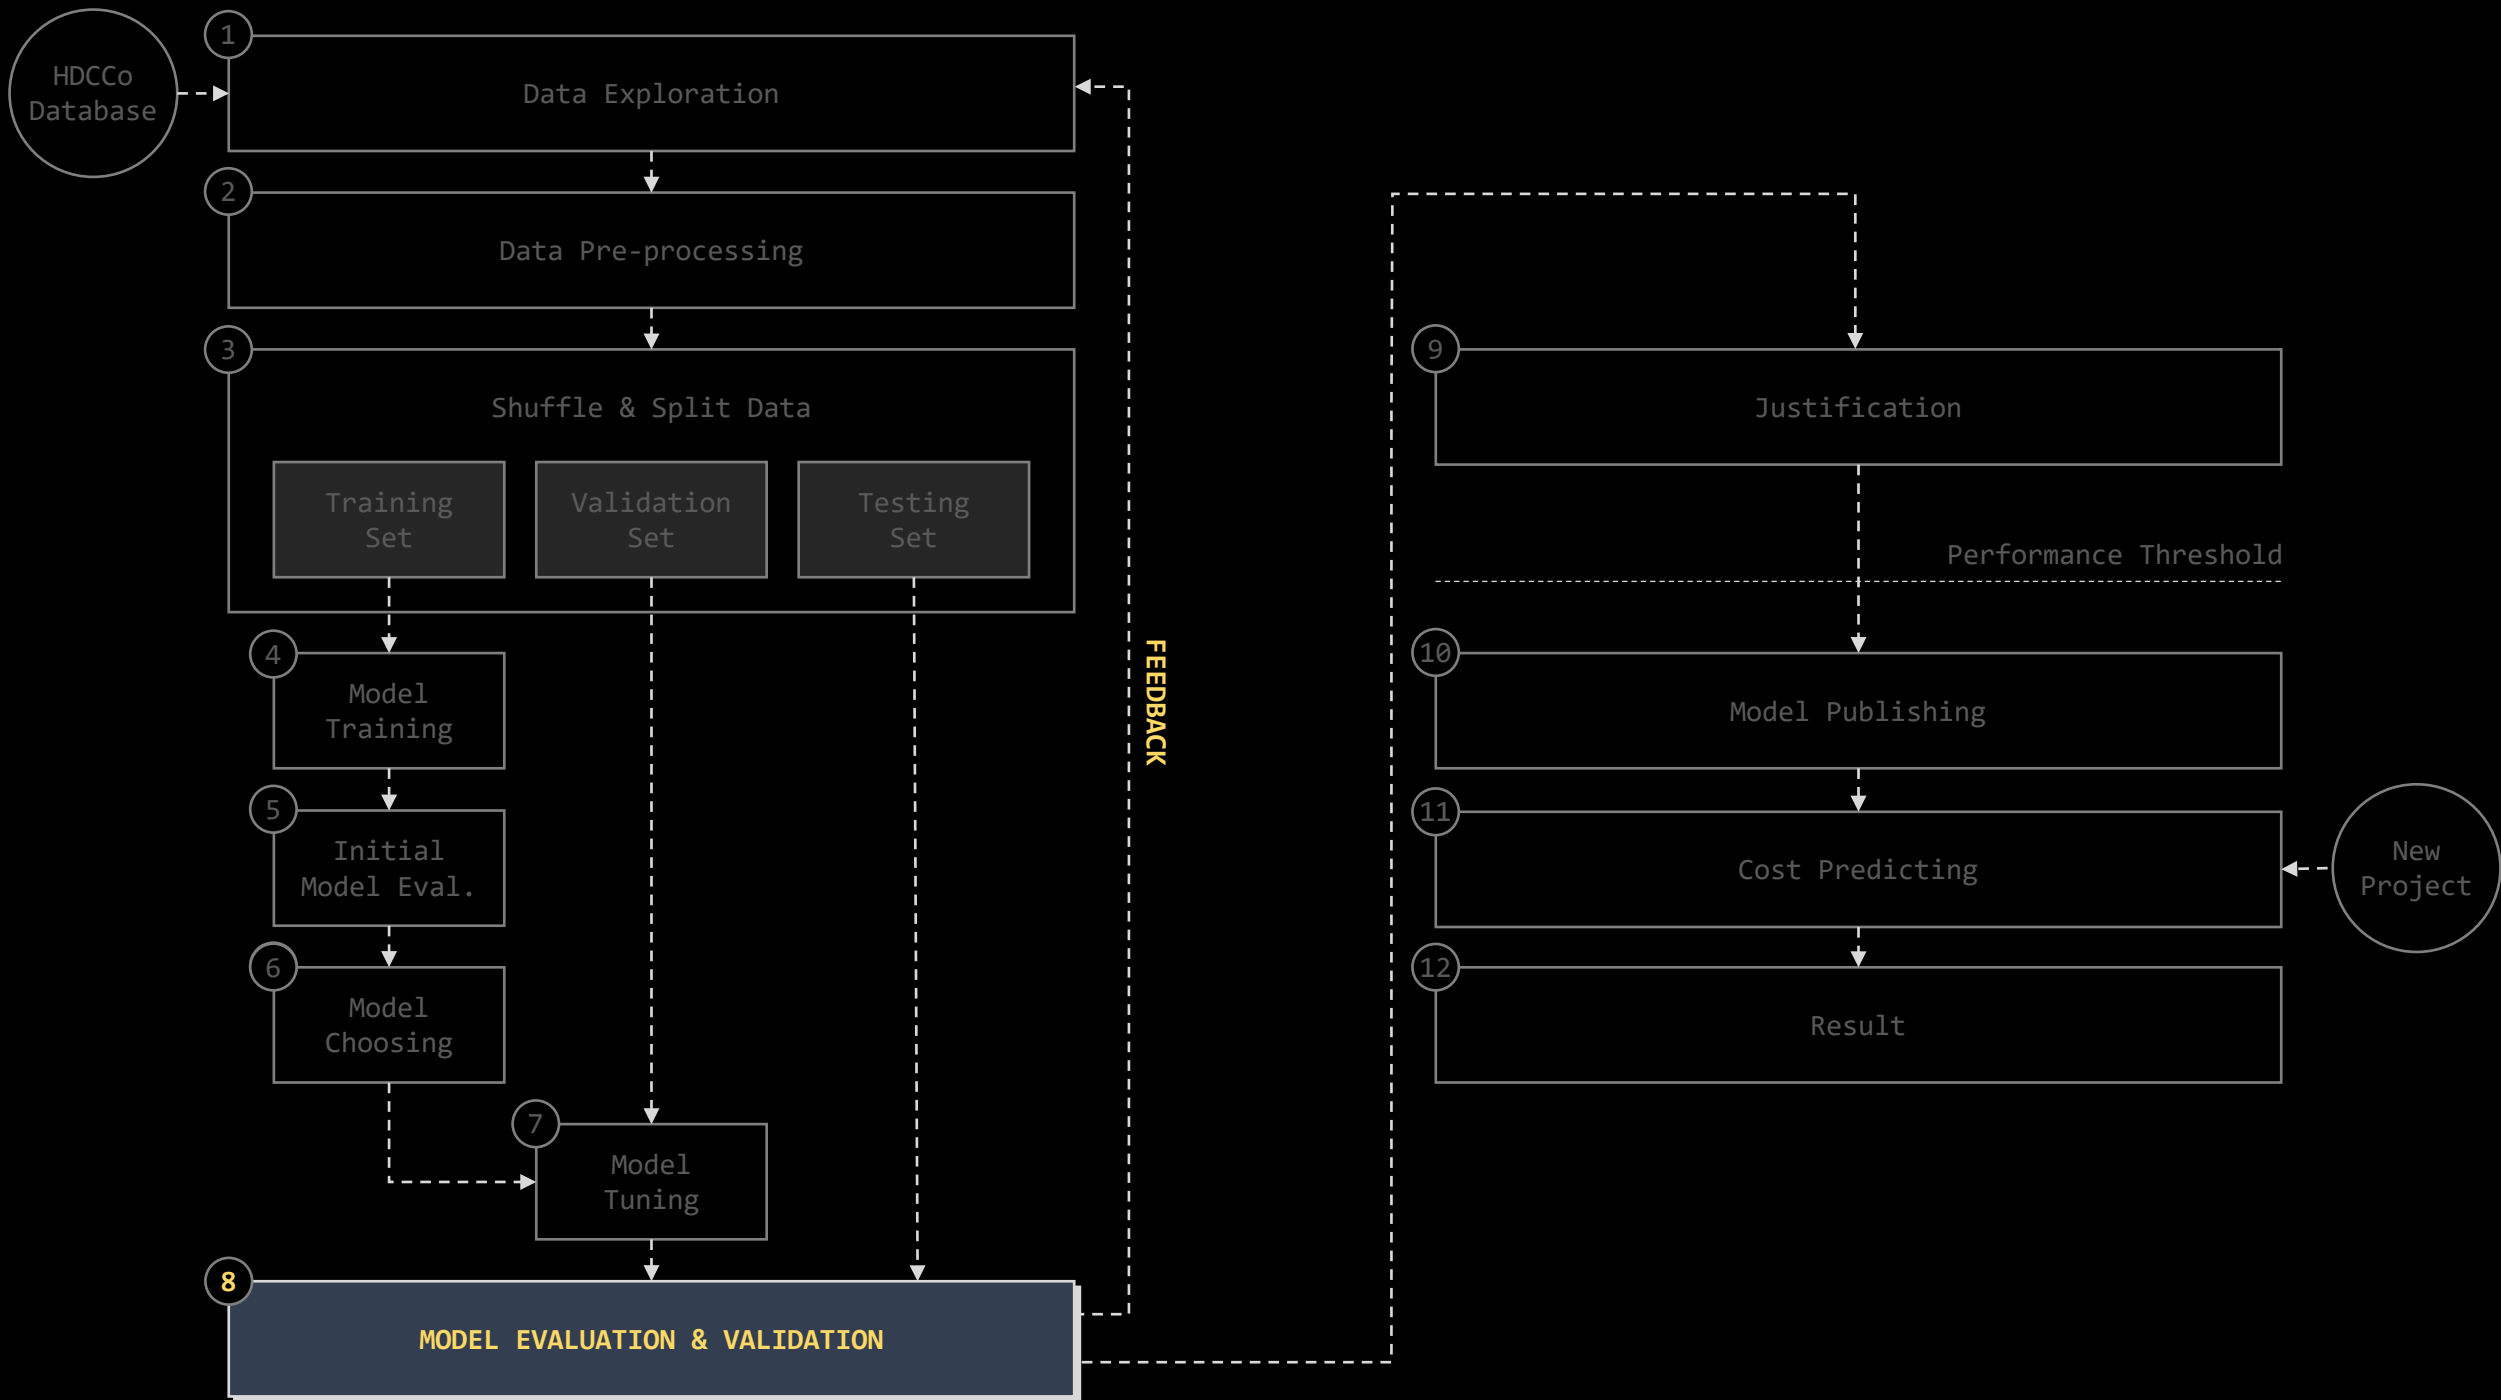 HDCCo
Database
1
Data Exploration
2
Data Pre-processing
3
Shuffle & Split Data
Training
Set
Validation
Set
Testing
Set
4
Model
Training
5
Initial
Model Eval.
6
Model
Choosing
7
Model
Tuning
8
MODEL EVALUATION & VALIDATION
FEEDBACK
9
Justification
Performance Threshold
10
Model Publishing
11
Cost Predicting
New
Project
12
Result